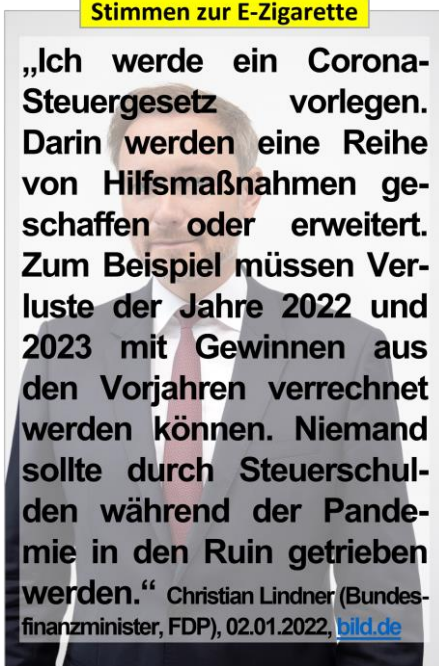 Stimmen zur E-Zigarette
„Ich werde ein Corona-
Steuergesetz vorlegen.
Darin werden eine Reihe
von Hilfsmaßnahmen ge-
schaffen oder erweitert.
Zum Beispiel müssen Ver-
luste der Jahre 2022 und
2023 mit Gewinnen aus
den Vorjahren verrechnet
werden können. Niemand
sollte durch Steuerschul-
den während der Pande-
mie in den Ruin getrieben
werden.“ Christian Lindner (Bundes-
finanzminister, FDP), 02.01.2022, bild.de